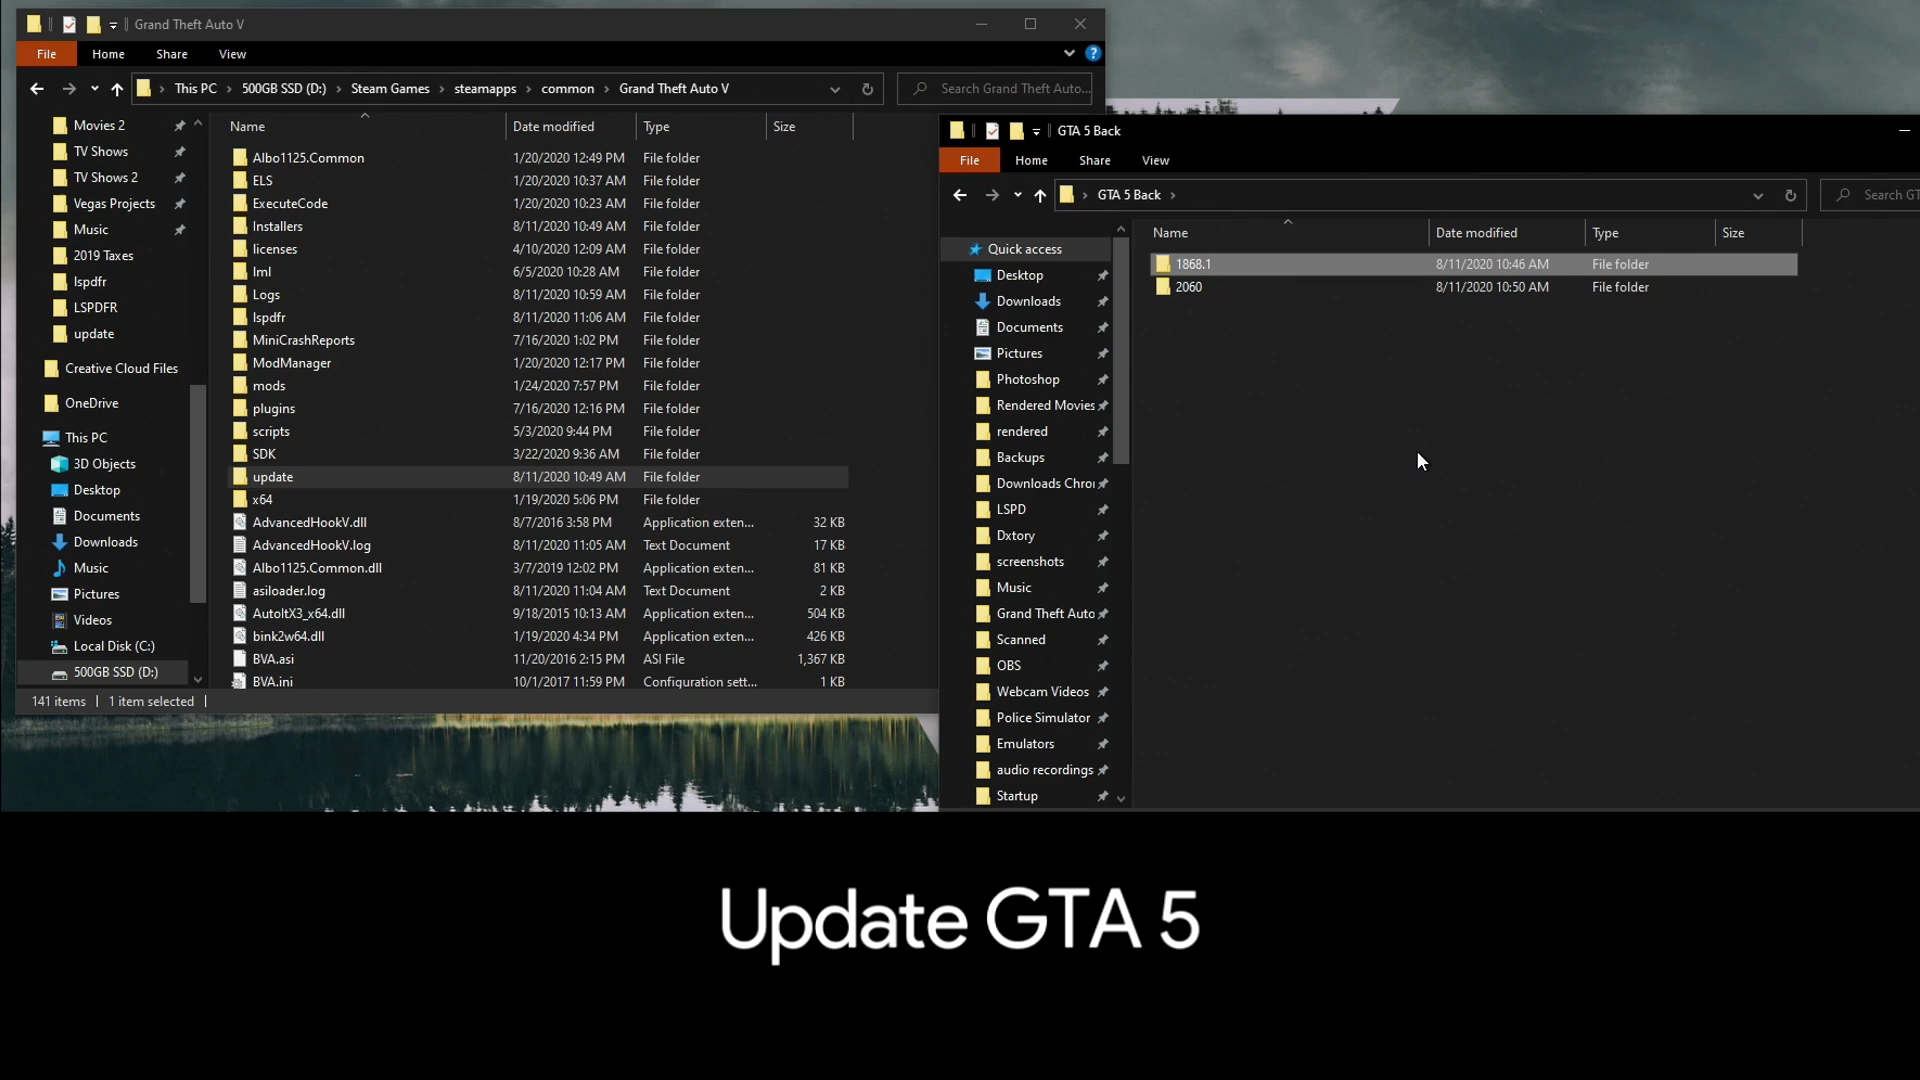 Grand Theft Auto V
File Home Share View
This PC 500GB SSD (D:) Steam Games steamapps common Grand Theft Auto V Search Grand Theft Auto...
Movies 2
TV Shows
TV Shows 2
Vegas Projects
Music
2019 Taxes
lspdfr
LSPDFR
update
Creative Cloud Files
OneDrive
This PC
3D Objects
Desktop
Documents
Downloads
Music
Pictures
Videos
Local Disk (C:)
500GB SSD (D:)
Name Date modified Type Size
Albo1125.Common 1/20/2020 12:49 PM File folder
ELS 1/20/2020 10:37 AM File folder
ExecuteCode 1/20/2020 10:23 AM File folder
Installers 8/11/2020 10:49 AM File folder
licenses 4/10/2020 12:09 AM File folder
lml 6/5/2020 10:28 AM File folder
Logs 8/11/2020 10:59 AM File folder
lspdfr 8/11/2020 11:06 AM File folder
MiniCrashReports 7/16/2020 1:02 PM File folder
ModManager 1/20/2020 12:17 PM File folder
mods 1/24/2020 7:57 PM File folder
plugins 7/16/2020 12:16 PM File folder
scripts 5/3/2020 9:44 PM File folder
SDK 3/22/2020 9:36 AM File folder
update 8/11/2020 10:49 AM File folder
x64 1/19/2020 5:06 PM File folder
AdvancedHookV.dll 8/7/2016 3:58 PM Application exten... 32 KB
AdvancedHookV.log 8/11/2020 11:05 AM Text Document 17 KB
Albo1125.Common.dll 3/7/2019 12:02 PM Application exten... 81 KB
asiloader.log 8/11/2020 11:04 AM Text Document 2 KB
AutoItX3_x64.dll 9/18/2015 10:13 AM Application exten... 504 KB
bink2w64.dll 1/19/2020 4:34 PM Application exten... 426 KB
BVA.asi 11/20/2016 2:15 PM ASI File 1,367 KB
BVA.ini 10/1/2017 11:59 PM Configuration sett... 1 KB
141 items 1 item selected
GTA 5 Back
File Home Share View
GTA 5 Back Search GT
Quick access
Desktop
Downloads
Documents
Pictures
Photoshop
Rendered Movies
rendered
Backups
Downloads Chro
LSPD
Dxtory
screenshots
Music
Grand Theft Auto
Scanned
OBS
Webcam Videos
Police Simulator
Emulators
audio recordings
Startup
Name Date modified Type Size
1868.1 8/11/2020 10:46 AM File folder
2060 8/11/2020 10:50 AM File folder
Update GTA 5